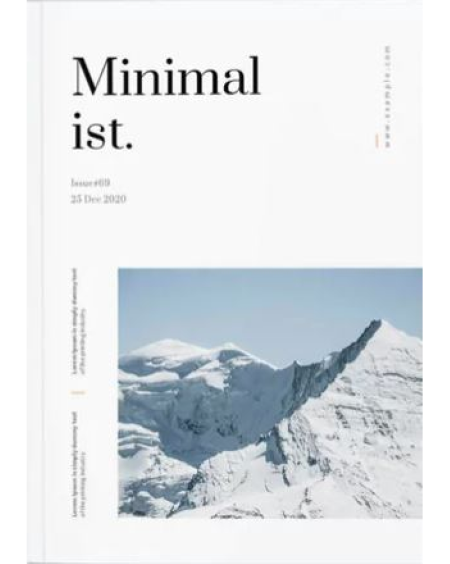 Minimal
ist.
www.example.com
Issue#69
25 Dec 2020
Lorem Ipsum is simply dummy text
of the printing industry.
Lorem Ipsum is simply dummy text
of the printing industry.